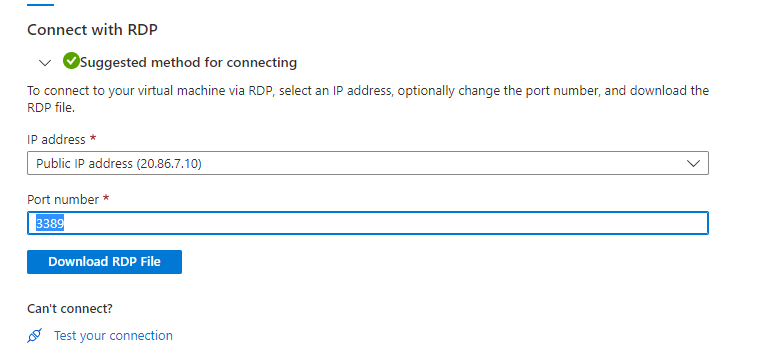 Connect with RDP
Suggested method for connecting
To connect to your virtual machine via RDP, select an IP address, optionally change the port number, and download the
RDP file.
IP address *
Public IP address (20.86.7.10)
Port number *
3389
Download RDP File
Can't connect?
Test your connection